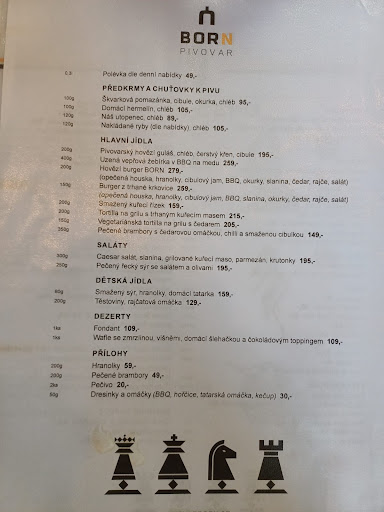 BORN
PIVOVAR
0,3 Polévka dle denní nabídky 49,-
PŘEDKRMY A CHUŤOVKY K PIVU
100g Škvarková pomazánka, cibule, okurka, chléb 95,-
100g Domácí hermelín, chléb 105,-
120g Náš utopenec, chléb 89,-
120g Nakládané ryby (dle nabídky) chléb 105,-
HLAVNÍ JÍDLA
200g Pivovarský hovězí guláš, chléb, čerstvý křen, cibule 195,-
400g Uzená vepřová žebírka v BBQ na medu 259,-
200g Hovězí burger BORN 279,-
(opečená houska, hranolky, cibulový jam, BBQ, okurky, slanina, čedar, rajče, salát)
150g Burger z trhané krkovice 259,-
(opečená houska, hranolky, cibulový jam, BBQ, slanina, okurky, čedar, rajče, salát)
200g Smažený kuřecí řízek 159,-
200g Tortilla na grilu s trhaným kuřecím masem 215,-
100g Vegetariánská tortilla na grilu s čedarem 205,-
250g Pečené brambory s čedarovou omáčkou, chilli a smaženou cibulkou 149,-
SALÁTY
300g Caesar salát, slanina, grilované kuřecí maso, parmezán, krutonky 195,-
250g Pečený řecký sýr se salátem a olivami 195,-
DĚTSKÁ JÍDLA
60g Smažený sýr, hranolky, domácí tatarka 159,-
200g Těstoviny, rajčatová omáčka 129,-
DEZERTY
1ks Fondant 109,-
1ks Wafle se zmrzlinou, višněmi, domácí šlehačkou a čokoládovým toppingem 109,-
PŘÍLOHY
200g Hranolky 59,-
200g Pečené brambory 49,-
2ks Pečivo 20,-
50g Dresinky a omáčky (BBQ, hořčice, tatarská omáčka, kečup) 30,-